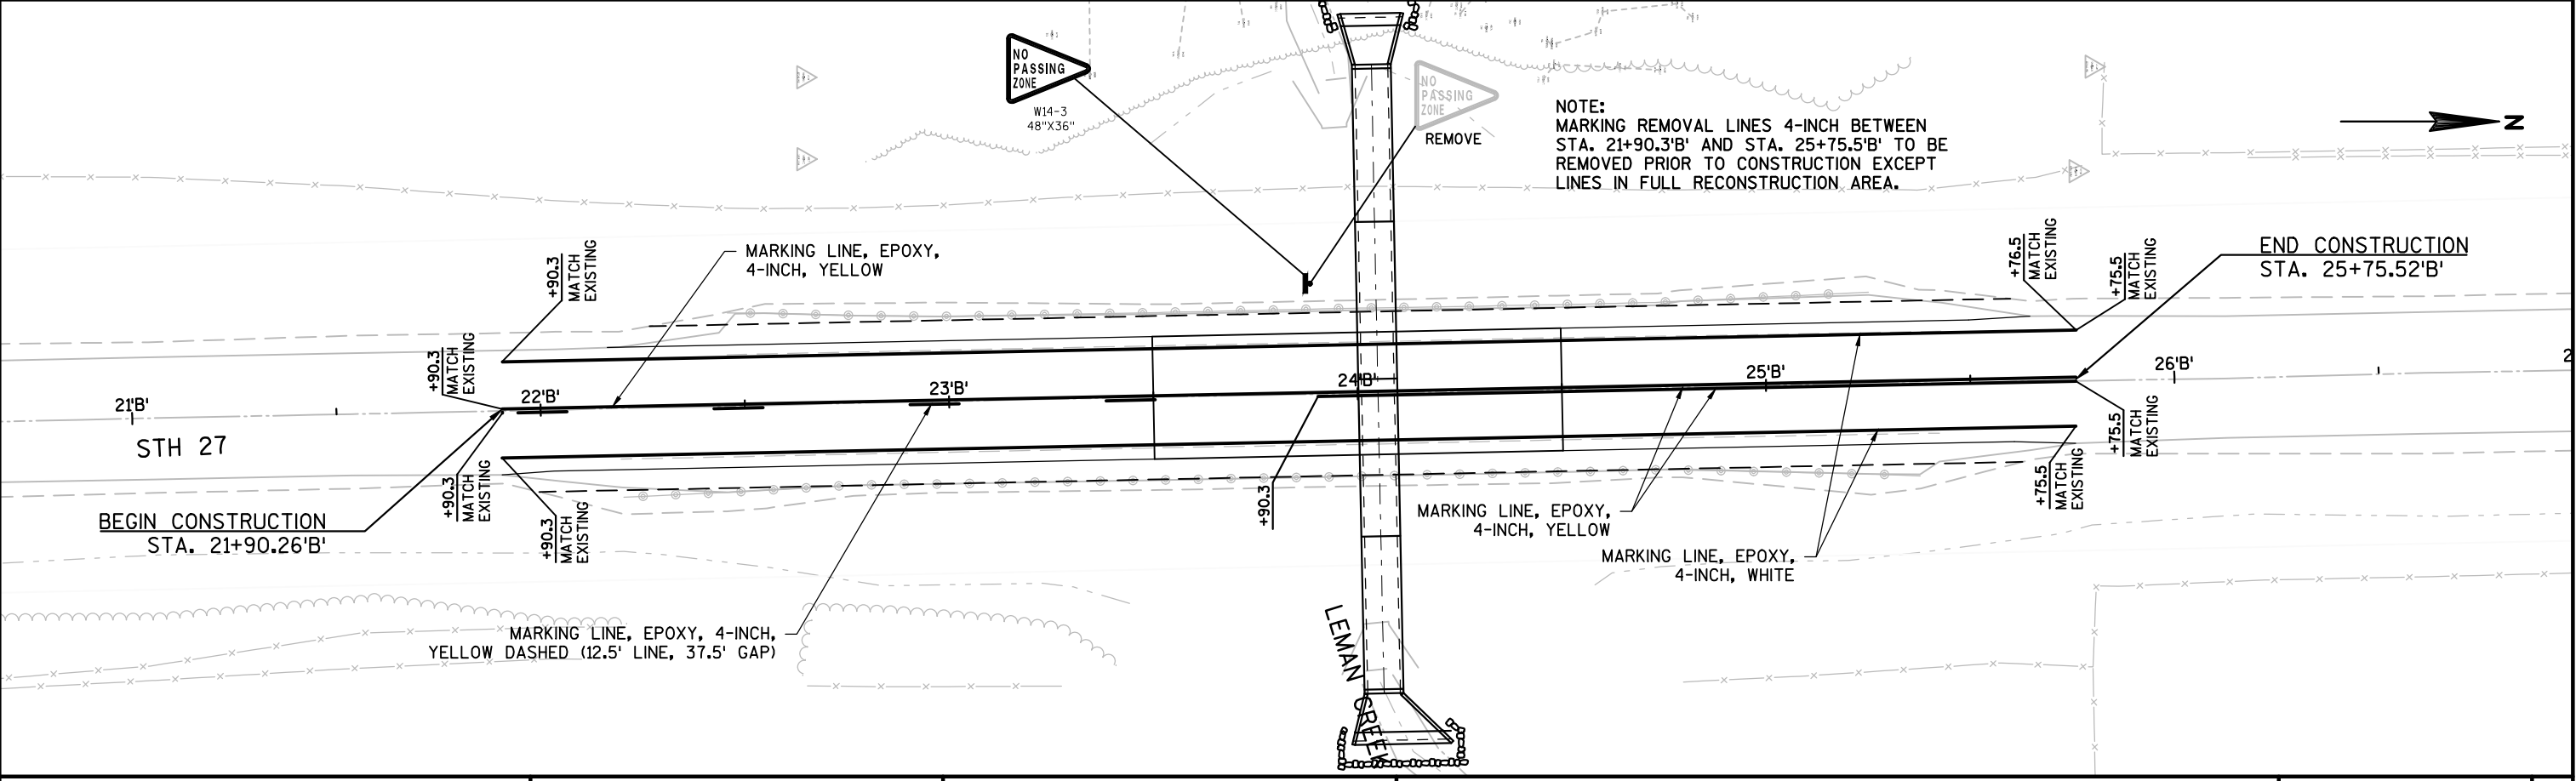 NO
PASSING
ZONE
W14-3
48"X36"
NO
PASSING
ZONE
REMOVE
NOTE:
MARKING REMOVAL LINES 4-INCH BETWEEN
STA. 21+90.3'B' AND STA. 25+75.5'B' TO BE
REMOVED PRIOR TO CONSTRUCTION EXCEPT
LINES IN FULL RECONSTRUCTION AREA.
N
+90.3
MATCH
EXISTING
MARKING LINE, EPOXY,
4-INCH, YELLOW
+76.5
MATCH
EXISTING
+75.5
MATCH
EXISTING
END CONSTRUCTION
STA. 25+75.52'B'
+90.3
MATCH
EXISTING
21'B'
22'B'
23'B'
24'B'
25'B'
26'B'
2
STH 27
+75.5
MATCH
EXISTING
+90.3
MATCH
EXISTING
+90.3
MATCH
EXISTING
+90.3
+75.5
MATCH
EXISTING
BEGIN CONSTRUCTION
STA. 21+90.26'B'
MARKING LINE, EPOXY,
4-INCH, YELLOW
MARKING LINE, EPOXY,
4-INCH, WHITE
MARKING LINE, EPOXY, 4-INCH,
YELLOW DASHED (12.5' LINE, 37.5' GAP)
LEMAN CREEK